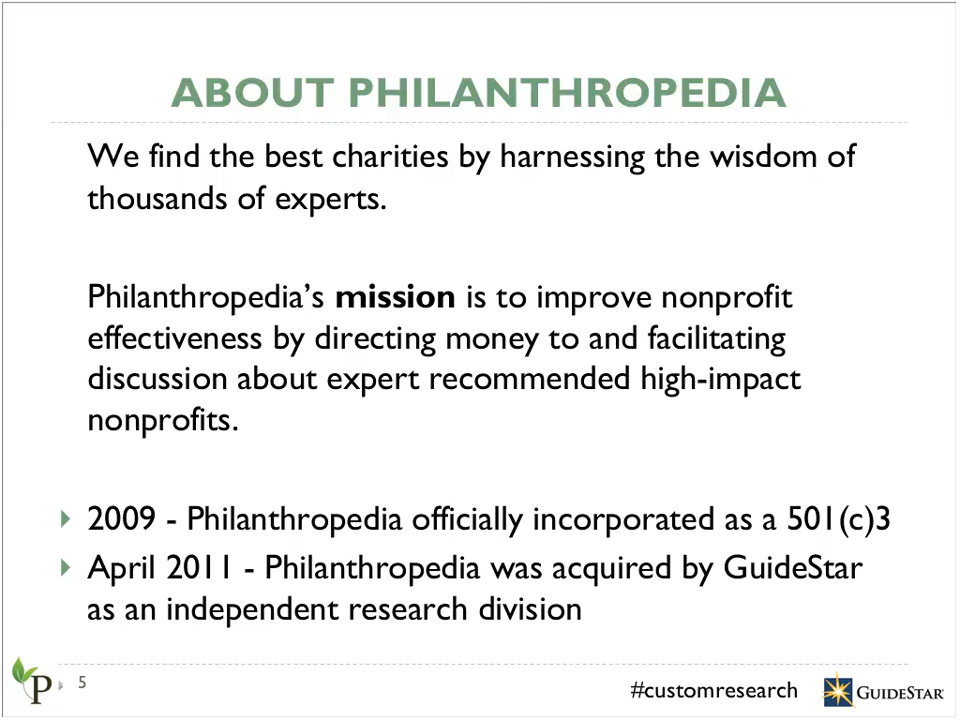 ABOUT PHILANTHROPEDIA
We find the best charities by harnessing the wisdom of
thousands of experts.
Philanthropedia’s mission is to improve nonprofit
effectiveness by directing money to and facilitating
discussion about expert recommended high-impact
nonprofits.
2009 - Philanthropedia officially incorporated as a 501(c)3
April 2011 - Philanthropedia was acquired by GuideStar
as an independent research division
P
5
#customresearch
GUIDESTAR